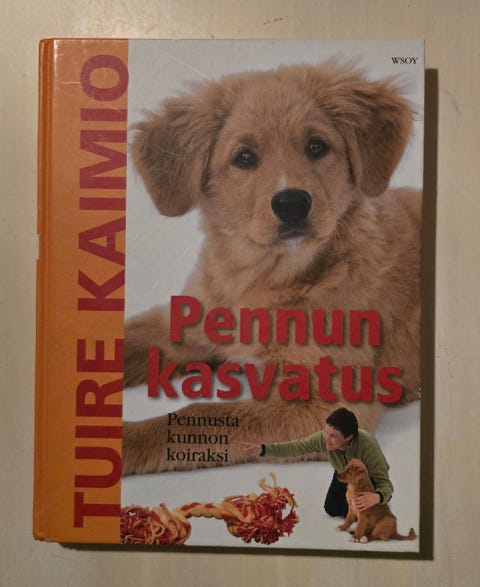 WSOY
TUIRE KAIMIO
Pennun
kasvatus
Pennusta
kunnon
koiraksi